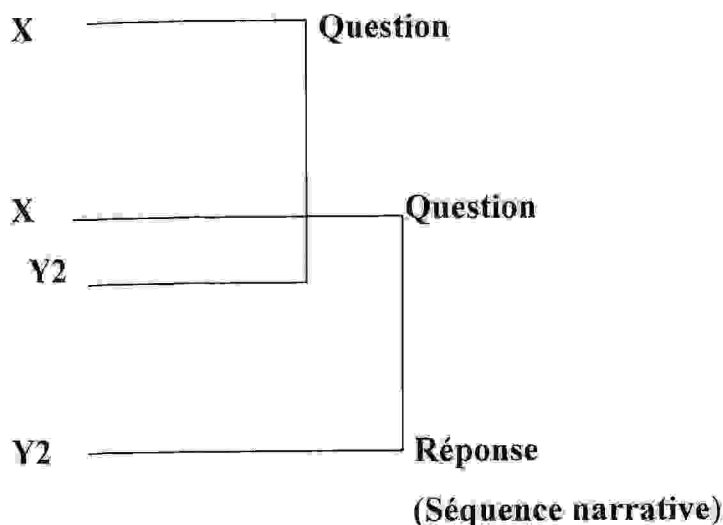 X Question
X Question
Y2
Y2 Réponse
(Séquence narrative)